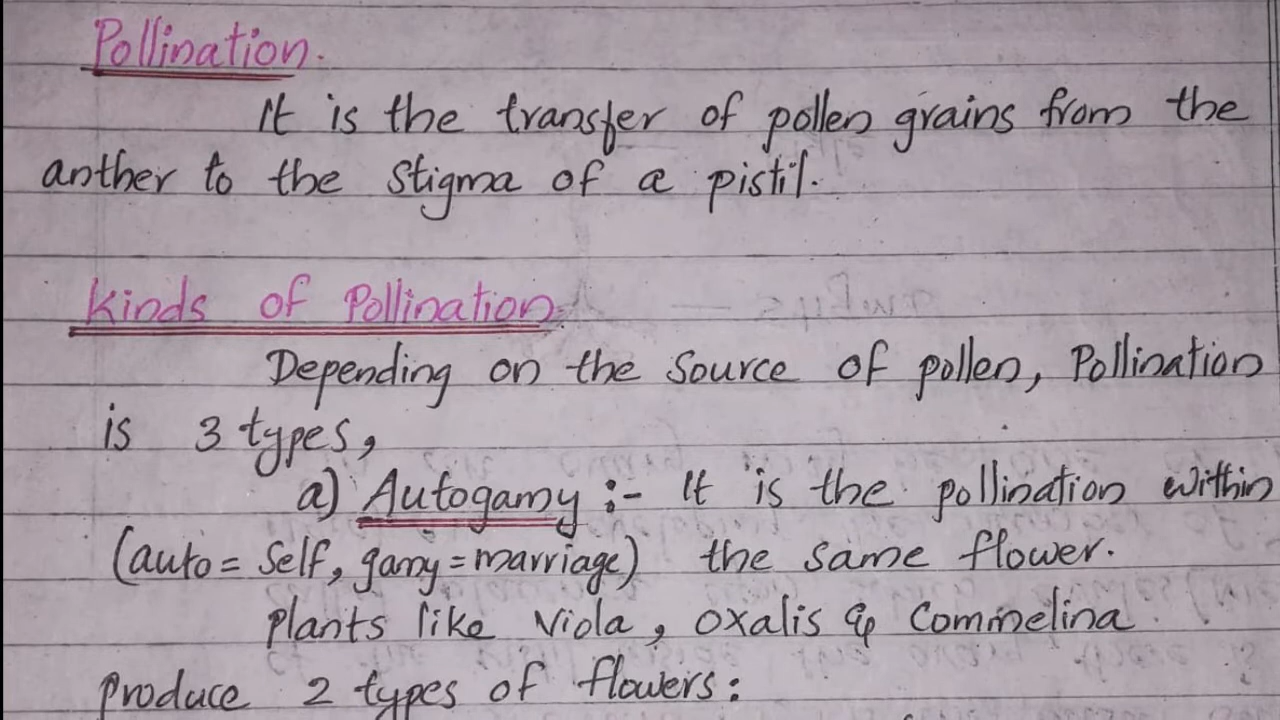 Pollination.
It is the transfer of pollen grains from the
anther to the stigma of a pistil.
Kinds of Pollination.
Depending on the source of pollen, Pollination
is 3 types,
a) Autogamy :- It is the pollination within
(auto = Self, gamy = marriage) the same flower.
Plants like Viola, Oxalis & Commelina
produce 2 types of flowers: